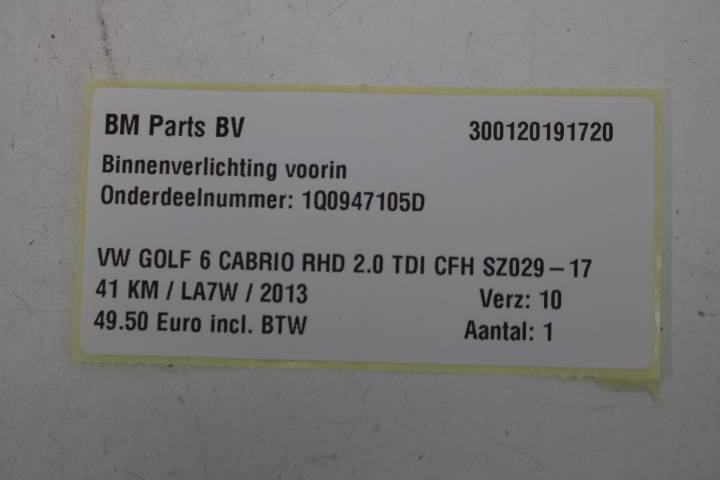 BM Parts BV 300120191720
Binnenverlichting voorin
Onderdeelnummer: 1Q0947105D
VW GOLF 6 CABRIO RHD 2.0 TDI CFH SZ029-17
41 KM / LA7W / 2013 Verz: 10
49.50 Euro incl. BTW Aantal: 1